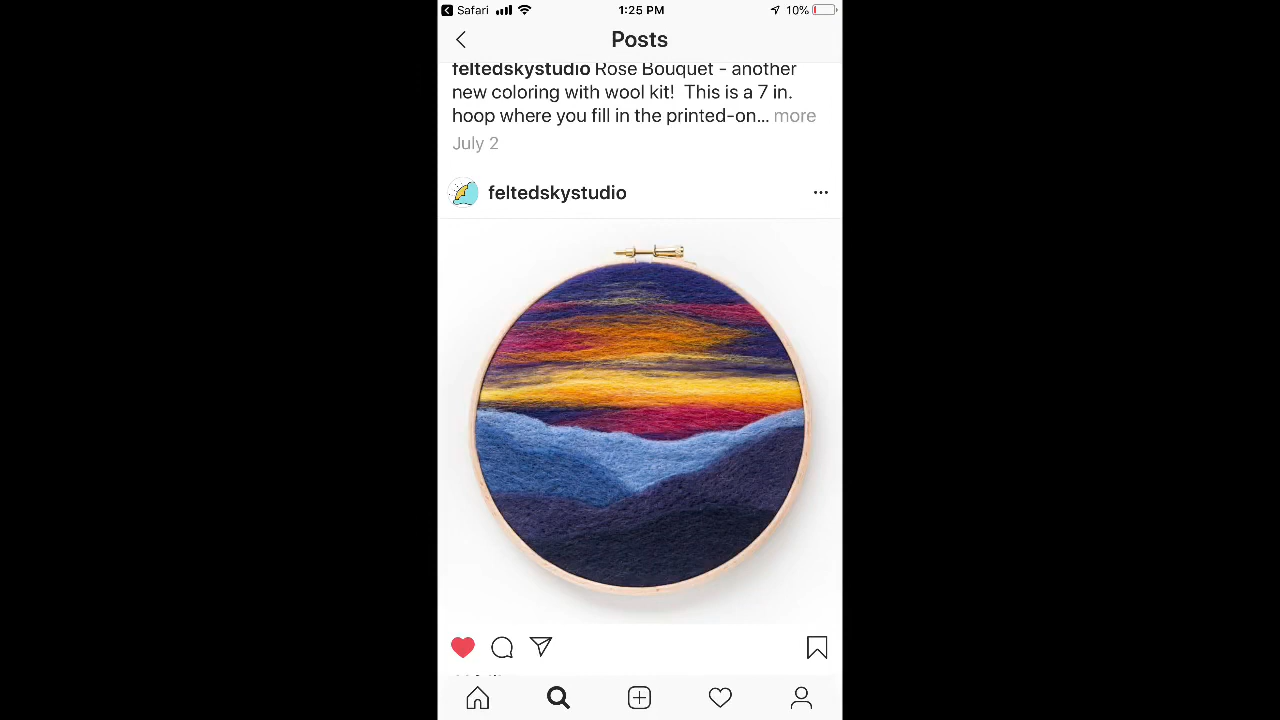 Safari 1:25 PM 10%
Posts
feltedskystudio Rose Bouquet - another
new coloring with wool kit! This is a 7 in.
hoop where you fill in the printed-on... more
July 2
feltedskystudio